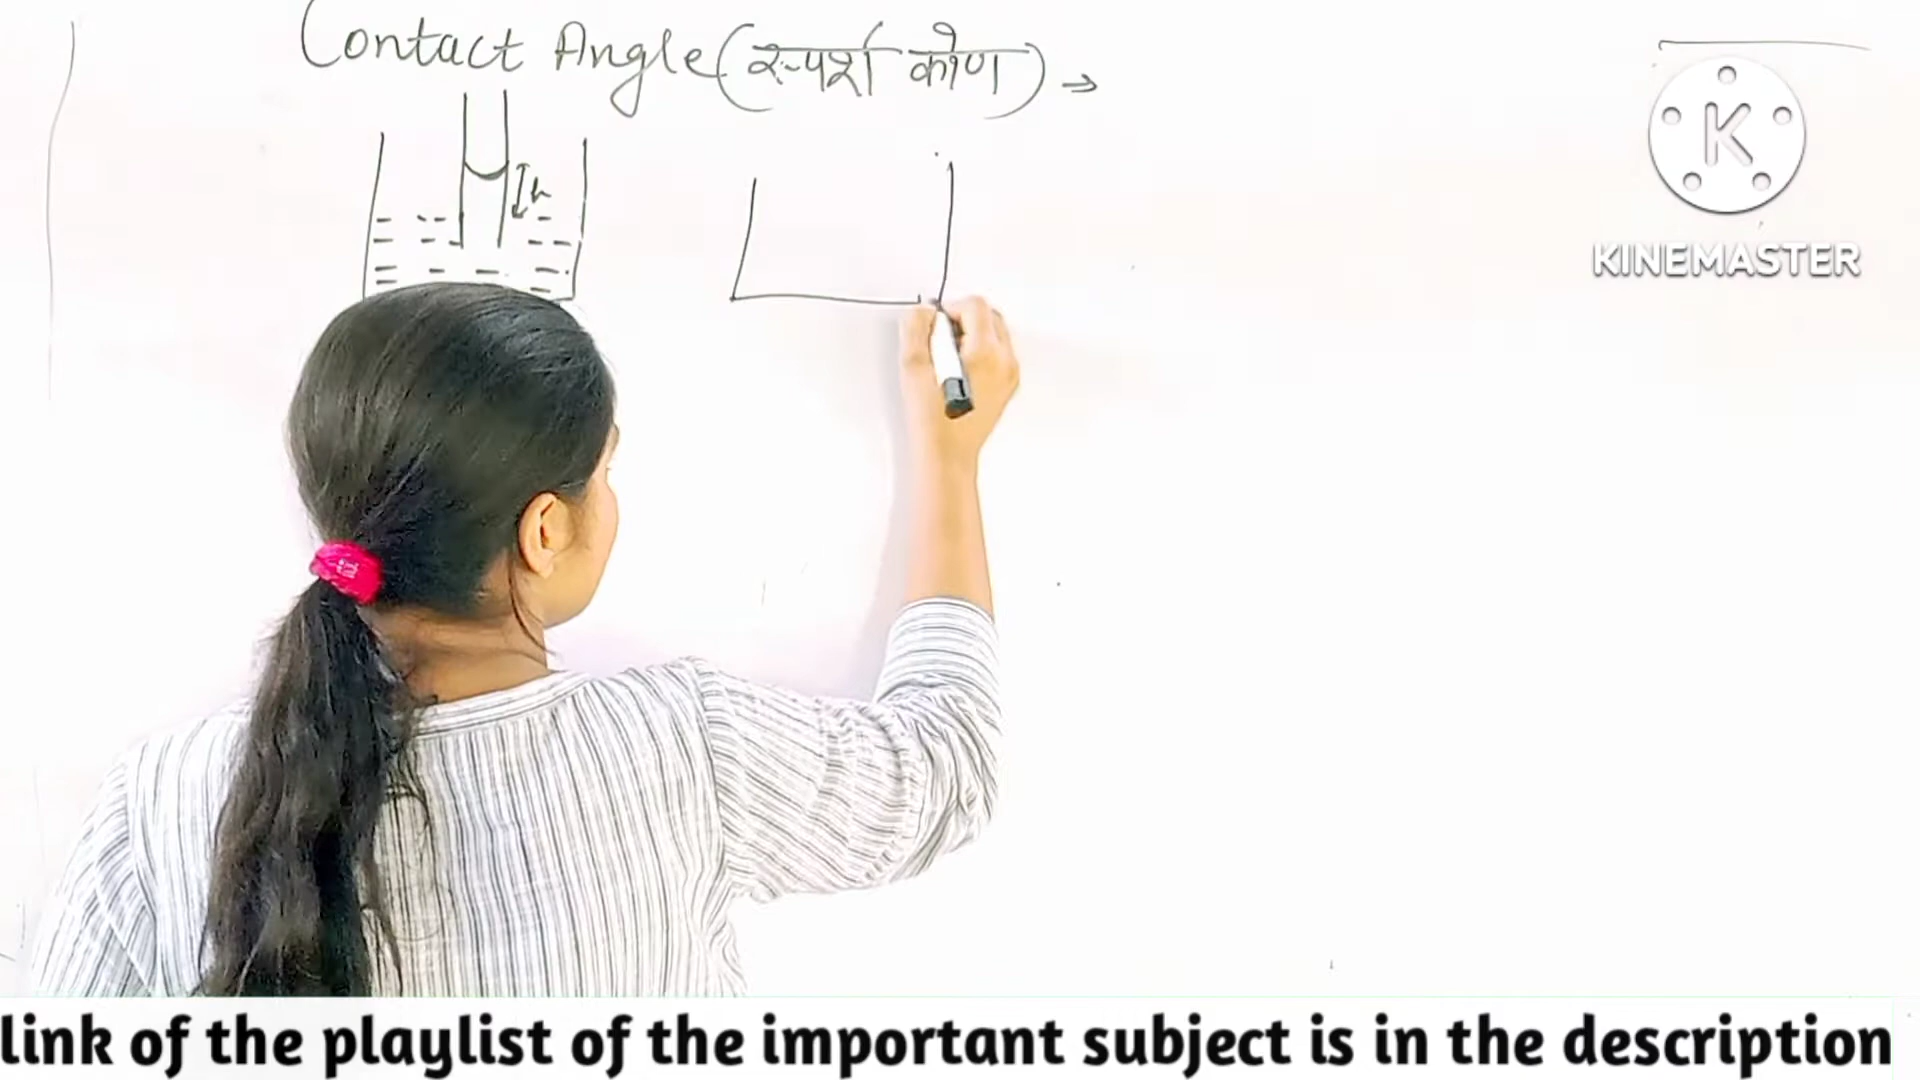 Contact Angle (स्पर्श कोण) →
h
K
KINEMASTER
link of the playlist of the important subject is in the description